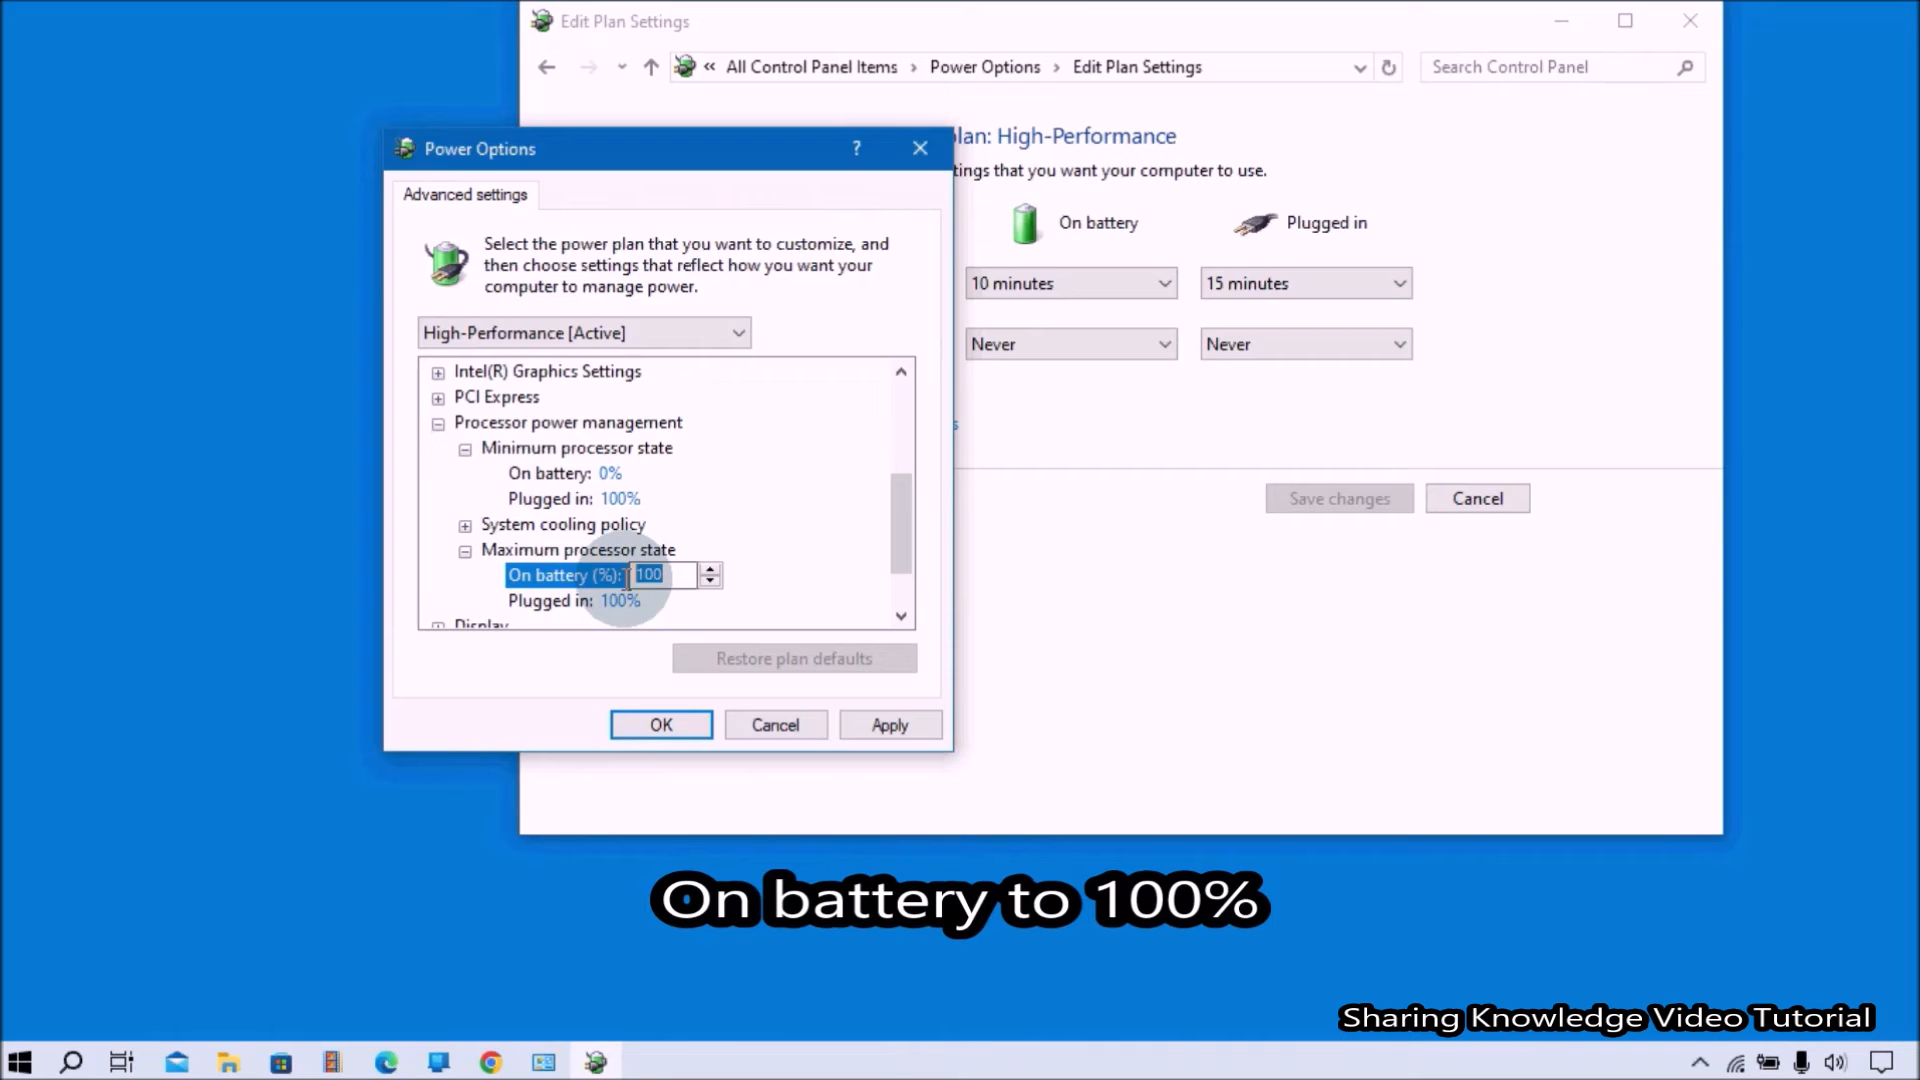 Edit Plan Settings
« All Control Panel Items › Power Options › Edit Plan Settings
Search Control Panel
Power Options
?
lan: High-Performance
tings that you want your computer to use.
Advanced settings
On battery
Plugged in
Select the power plan that you want to customize, and
then choose settings that reflect how you want your
computer to manage power.
10 minutes
15 minutes
High-Performance [Active]
Never
Never
Intel(R) Graphics Settings
PCI Express
Processor power management
s
Minimum processor state
On battery: 0%
Plugged in: 100%
System cooling policy
Maximum processor state
On battery (%): 100
Plugged in: 100%
Display
Save changes
Cancel
Restore plan defaults
OK
Cancel
Apply
On battery to 100%
Sharing Knowledge Video Tutorial